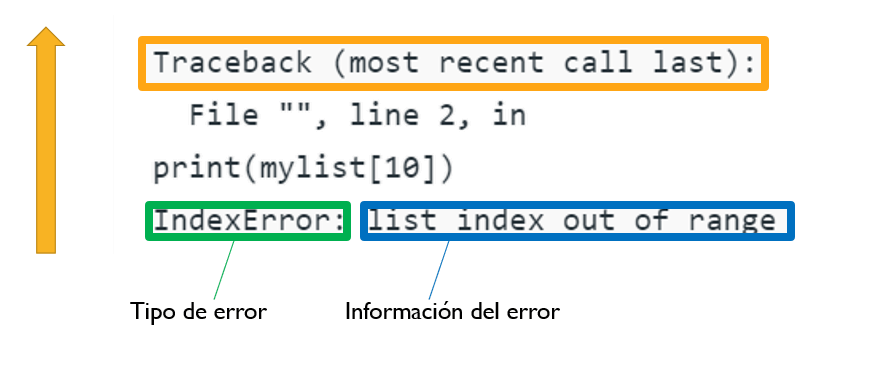 Traceback (most recent call last):
File "", line 2, in
print(mylist[10])
IndexError: list index out of range
Tipo de error
Información del error